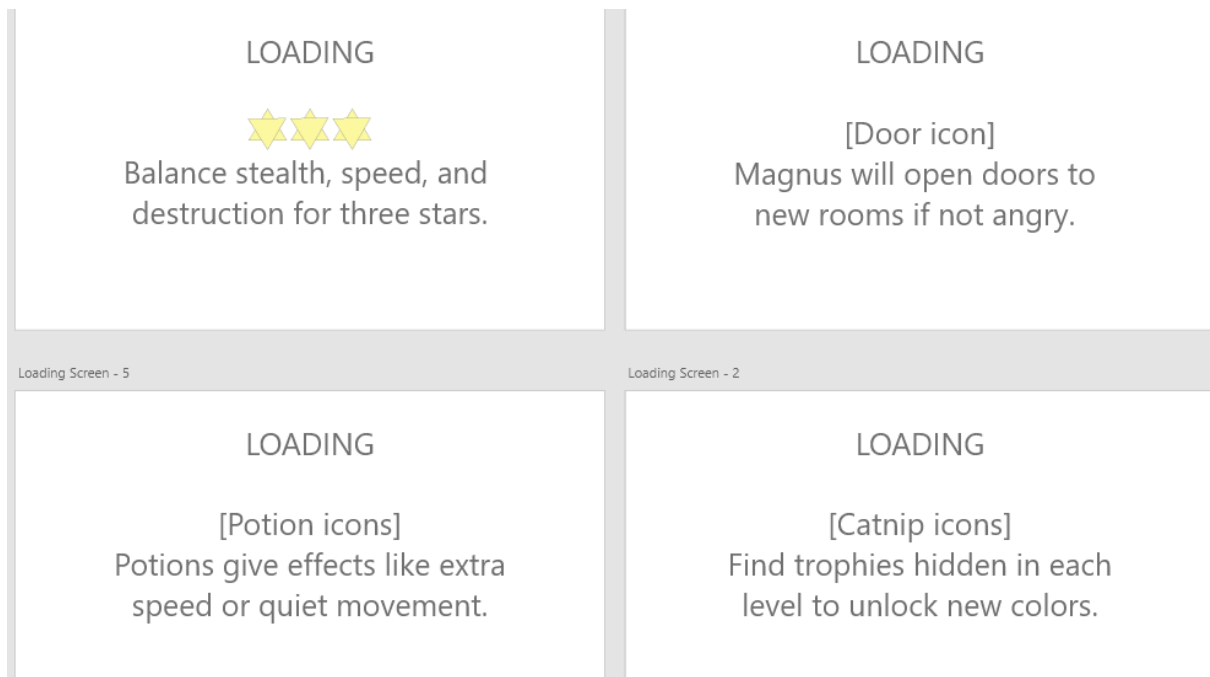 LOADING
Balance stealth, speed, and
destruction for three stars.
LOADING
[Door icon]
Magnus will open doors to
new rooms if not angry.
Loading Screen - 5
LOADING
[Potion icons]
Potions give effects like extra
speed or quiet movement.
Loading Screen - 2
LOADING
[Catnip icons]
Find trophies hidden in each
level to unlock new colors.